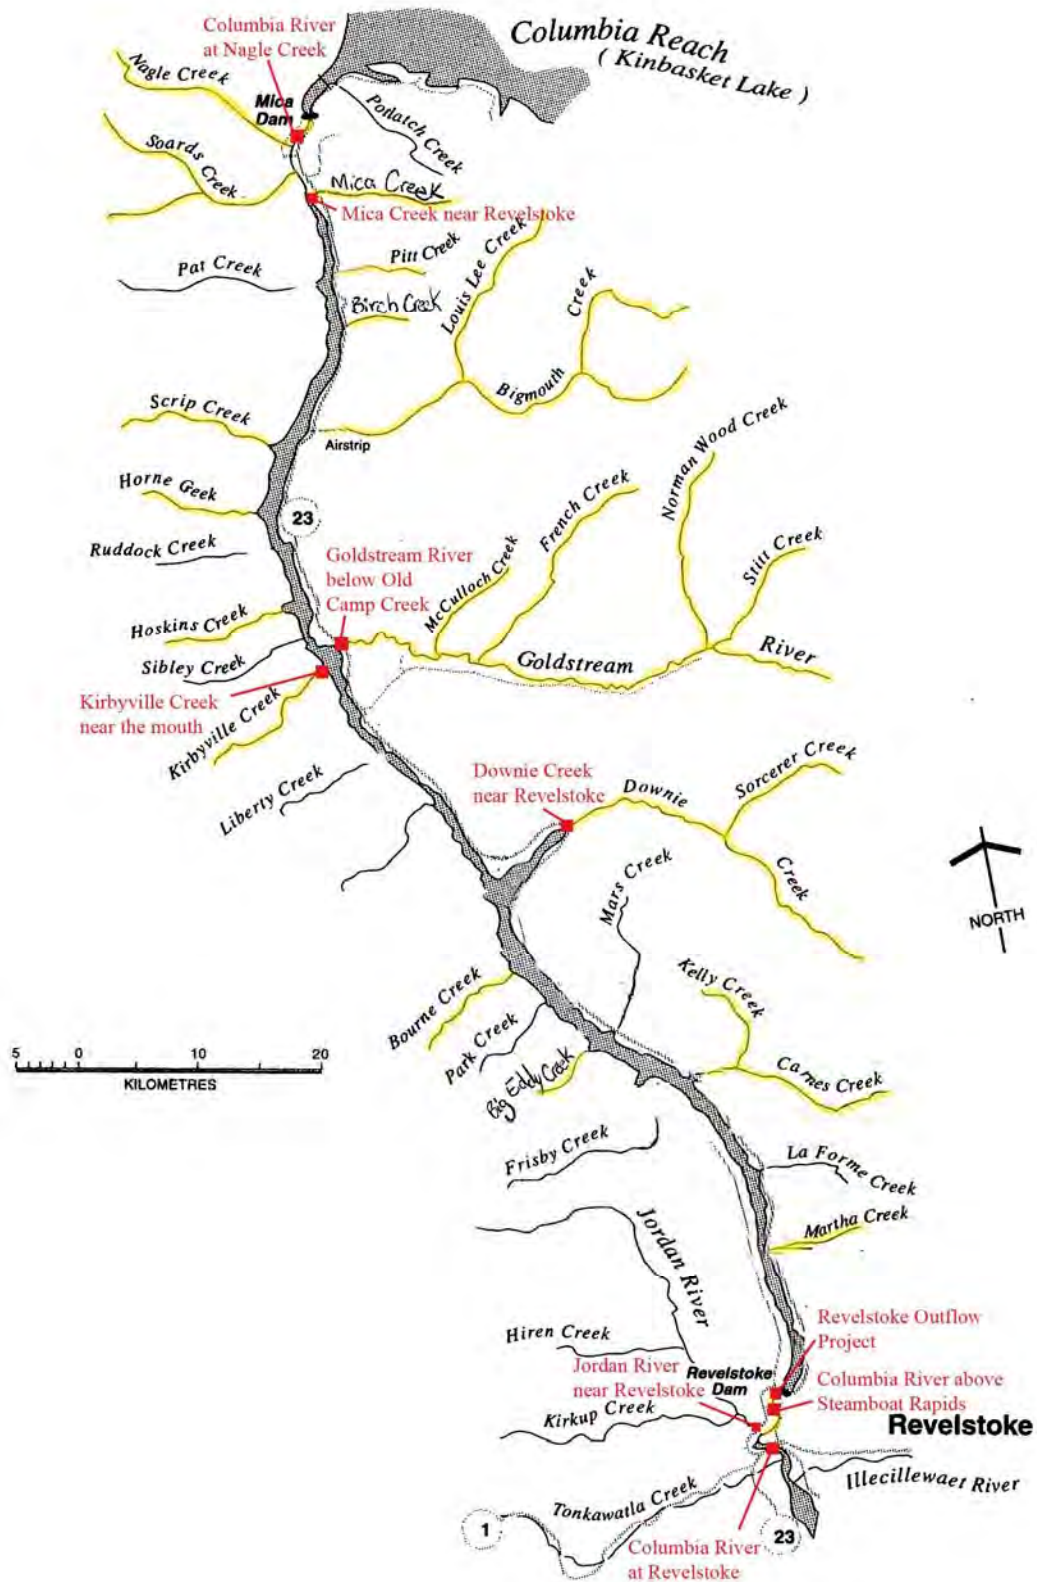 Columbia River
at Nagle Creek
Columbia Reach
( Kinbasket Lake )
Nagle Creek
Mica
Dam
Potlatch Creek
Soards Creek
Mica Creek
Mica Creek near Revelstoke
Pat Creek
Pitt Creek
Louis Lee Creek
Birch Creek
Creek
Bigmouth
Scrip Creek
Airstrip
Norman Wood Creek
Horne Geek
French Creek
23
Ruddock Creek
Goldstream River
below Old
Camp Creek
McCulloch Creek
Stitt Creek
Hoskins Creek
Sibley Creek
Goldstream
River
Kirbyville Creek
near the mouth
Kirbyville Creek
Liberty Creek
Downie Creek
near Revelstoke
Downie
Sorcerer Creek
Creek
Mars Creek
NORTH
Bourne Creek
Kelly Creek
Park Creek
Big Eddy Creek
Carnes Creek
5 0 10 20
KILOMETRES
Frisby Creek
La Forme Creek
Jordan River
Martha Creek
Hiren Creek
Revelstoke Outflow
Project
Jordan River
near Revelstoke
Revelstoke
Dam
Columbia River above
Steamboat Rapids
Kirkup Creek
Revelstoke
Illecillewaet River
Tonkawatla Creek
1
23
Columbia River
at Revelstoke